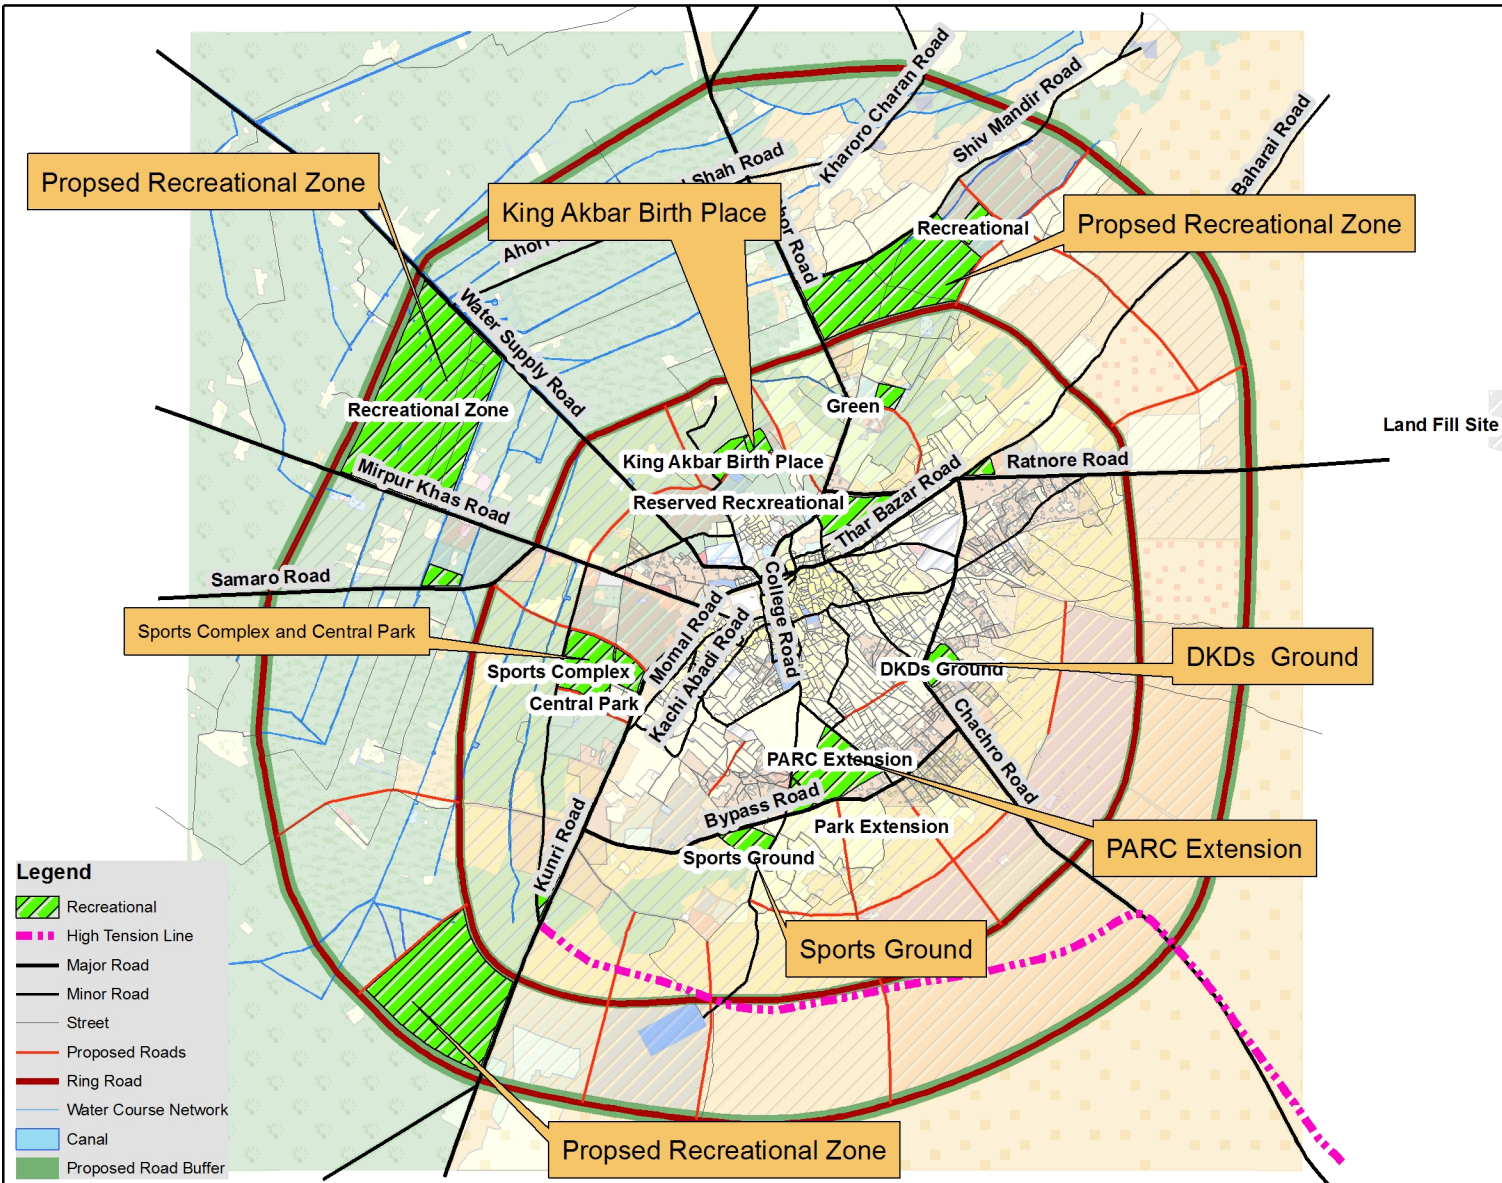 Kharoro Charan Road
Shiv Mandir Road
Baharai Road
Shah Road
Propsed Recreational Zone
King Akbar Birth Place
Propsed Recreational Zone
Recreational
Ahori
hor Road
Water Supply Road
Recreational Zone
Green
Land Fill Site
King Akbar Birth Place
Ratnore Road
Mirpur Khas Road
Reserved Recxreational
Thar Bazar Road
Samaro Road
College Road
Sports Complex and Central Park
Momal Road
Kachi Abadi Road
DKDs Ground
DKDs Ground
Sports Complex
Central Park
Chachro Road
PARC Extension
Bypass Road
Park Extension
PARC Extension
Kunri Road
Sports Ground
Sports Ground
Propsed Recreational Zone
Legend
Recreational
High Tension Line
Major Road
Minor Road
Street
Proposed Roads
Ring Road
Water Course Network
Canal
Proposed Road Buffer